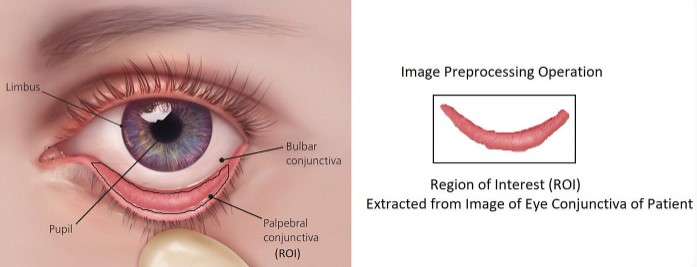 Limbus
Bulbar
conjunctiva
Pupil
Palpebral
conjunctiva
(ROI)
Image Preprocessing Operation
Region of Interest (ROI)
Extracted from Image of Eye Conjunctiva of Patient